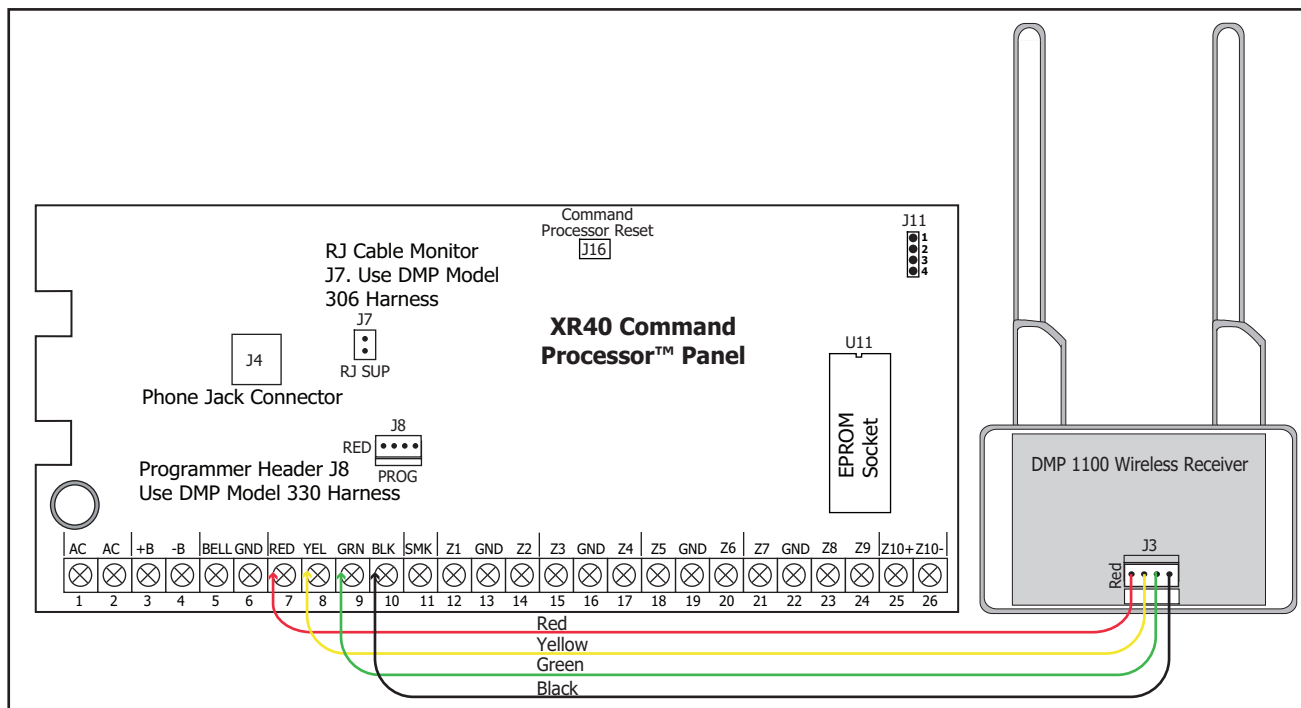 Command
Processor Reset
J16
J11
1
2
3
4
RJ Cable Monitor
J7. Use DMP Model
306 Harness
J7
RJ SUP
XR40 Command
Processor™ Panel
U11
EPROM
Socket
J4
Phone Jack Connector
J8
RED
PROG
Programmer Header J8
Use DMP Model 330 Harness
DMP 1100 Wireless Receiver
J3
Red
AC AC +B -B BELL GND RED YEL GRN BLK SMK Z1 GND Z2 Z3 GND Z4 Z5 GND Z6 Z7 GND Z8 Z9 Z10+ Z10-
1 2 3 4 5 6 7 8 9 10 11 12 13 14 15 16 17 18 19 20 21 22 23 24 25 26
Red
Yellow
Green
Black